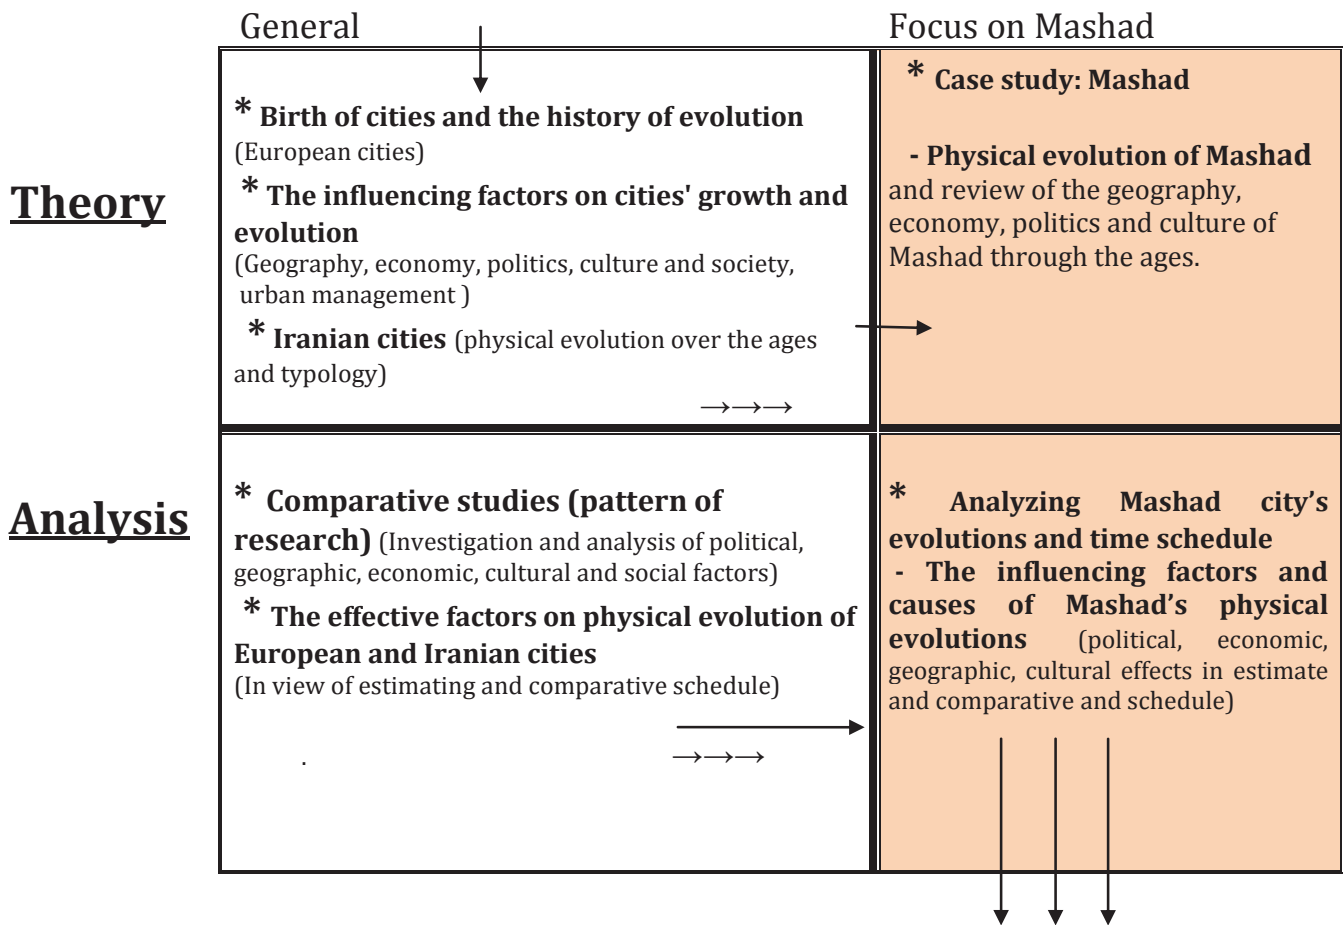 General
Focus on Mashad
Theory
* Birth of cities and the history of evolution
(European cities)
* The influencing factors on cities' growth and
evolution
(Geography, economy, politics, culture and society,
urban management )
* Iranian cities (physical evolution over the ages
and typology)
→→→
* Case study: Mashad
- Physical evolution of Mashad
and review of the geography,
economy, politics and culture of
Mashad through the ages.
Analysis
* Comparative studies (pattern of
research) (Investigation and analysis of political,
geographic, economic, cultural and social factors)
* The effective factors on physical evolution of
European and Iranian cities
(In view of estimating and comparative schedule)
→→→
.
* Analyzing Mashad city’s
evolutions and time schedule
- The influencing factors and
causes of Mashad’s physical
evolutions (political, economic,
geographic, cultural effects in estimate
and comparative and schedule)